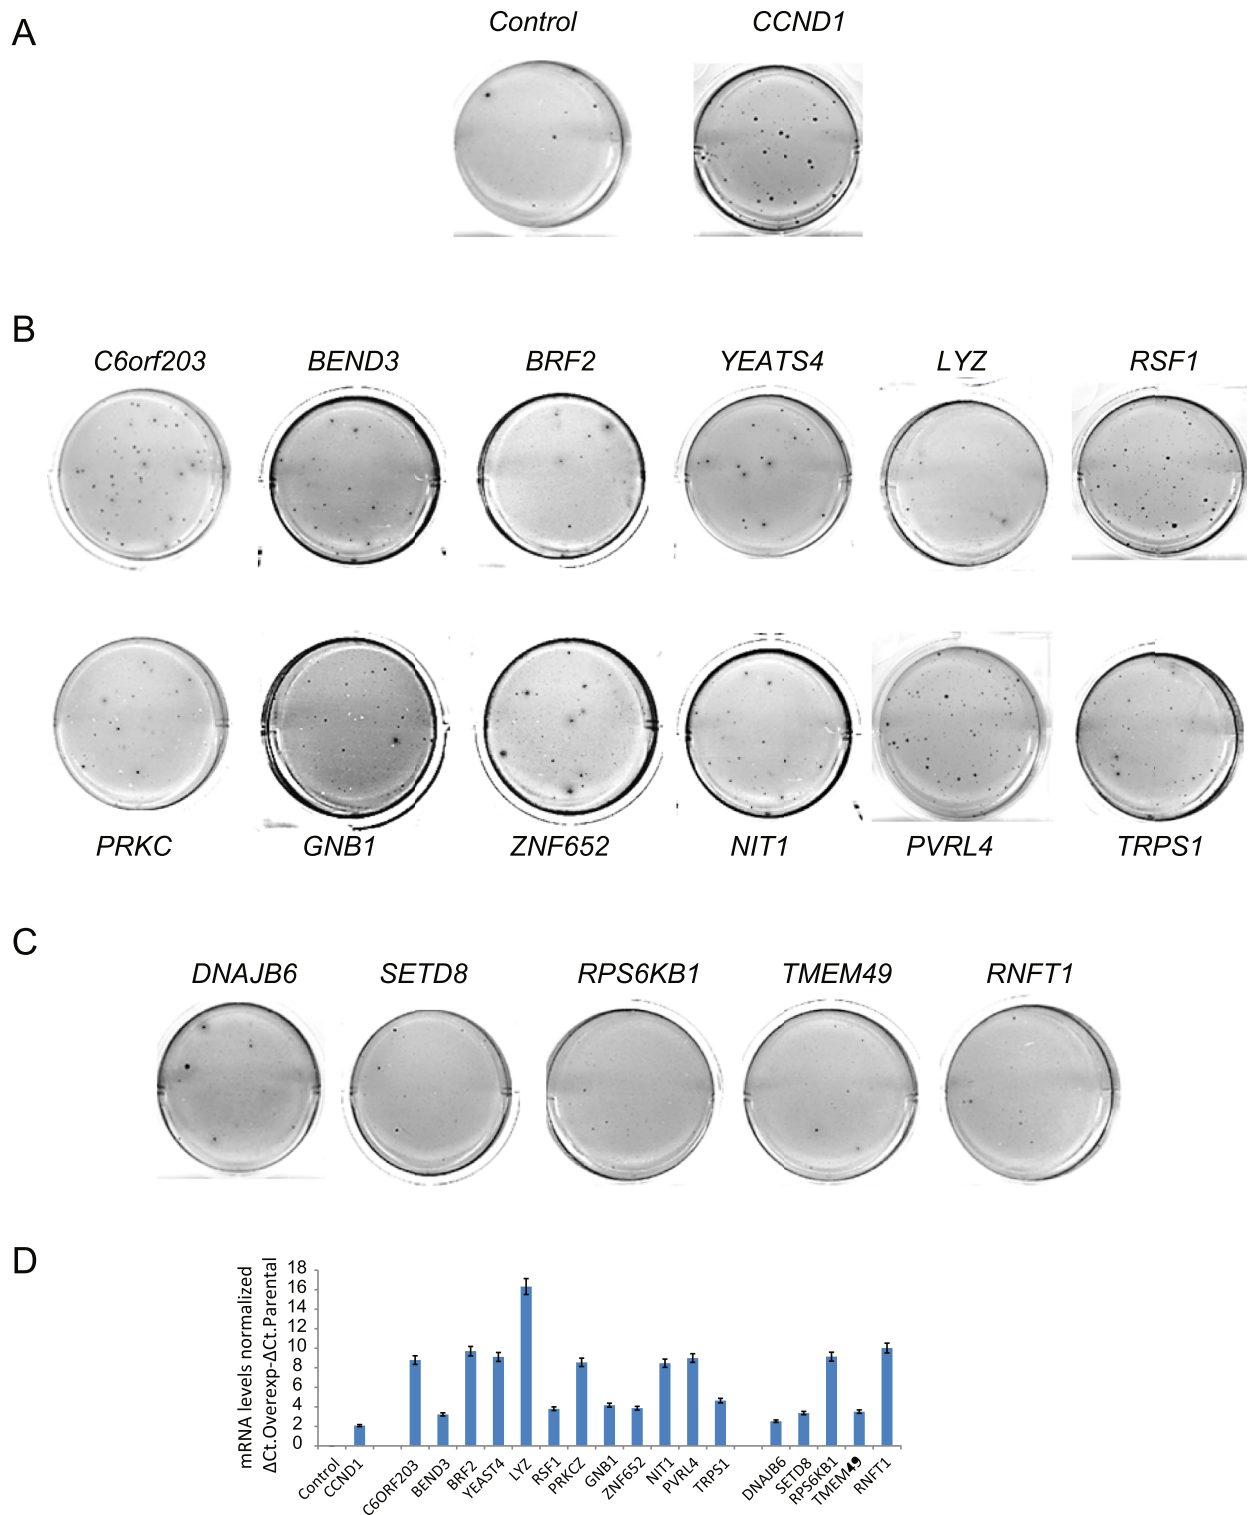 A
Control CCND1
B
C6orf203 BEND3 BRF2 YEATS4 LYZ RSF1
PRKC GNB1 ZNF652 NIT1 PVRL4 TRPS1
C
DNAJB6 SETD8 RPS6KB1 TMEM49 RNFT1
D
mRNA levels normalized
ΔCt.Overexp-ΔCt.Parental
18
16
14
12
10
8
6
4
2
0
Control CCND1 C6ORF203 BEND3 BRF2 YEAST4 LYZ RSF1 PRKCZ GNB1 ZNF652 NIT1 PVRL4 TRPS1 DNAJB6 SETD8 RPS6KB1 TMEM49 RNFT1